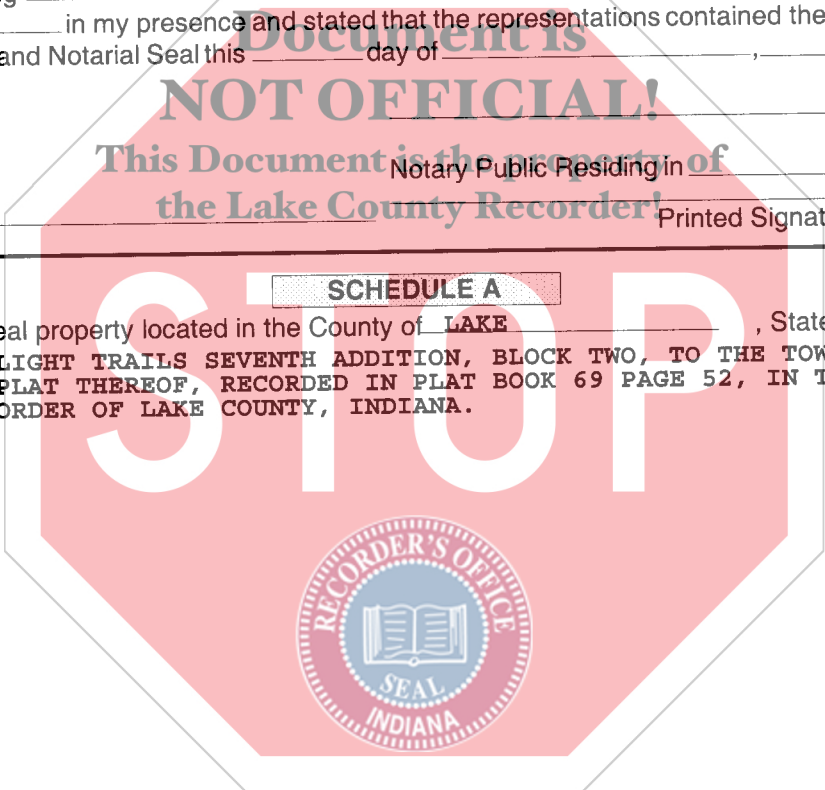 in my presence and stated that the representations contained the
Document is
and Notarial Seal this day of ,
NOT OFFICIAL!
This Document is the property of
Notary Public Residing in
the Lake County Recorder!
Printed Signat
SCHEDULE A
eal property located in the County of LAKE , State
LIGHT TRAILS SEVENTH ADDITION, BLOCK TWO, TO THE TOW
PLAT THEREOF, RECORDED IN PLAT BOOK 69 PAGE 52, IN T
ORDER OF LAKE COUNTY, INDIANA.
STOP
RECORDER'S OFFICE
SEAL
INDIANA